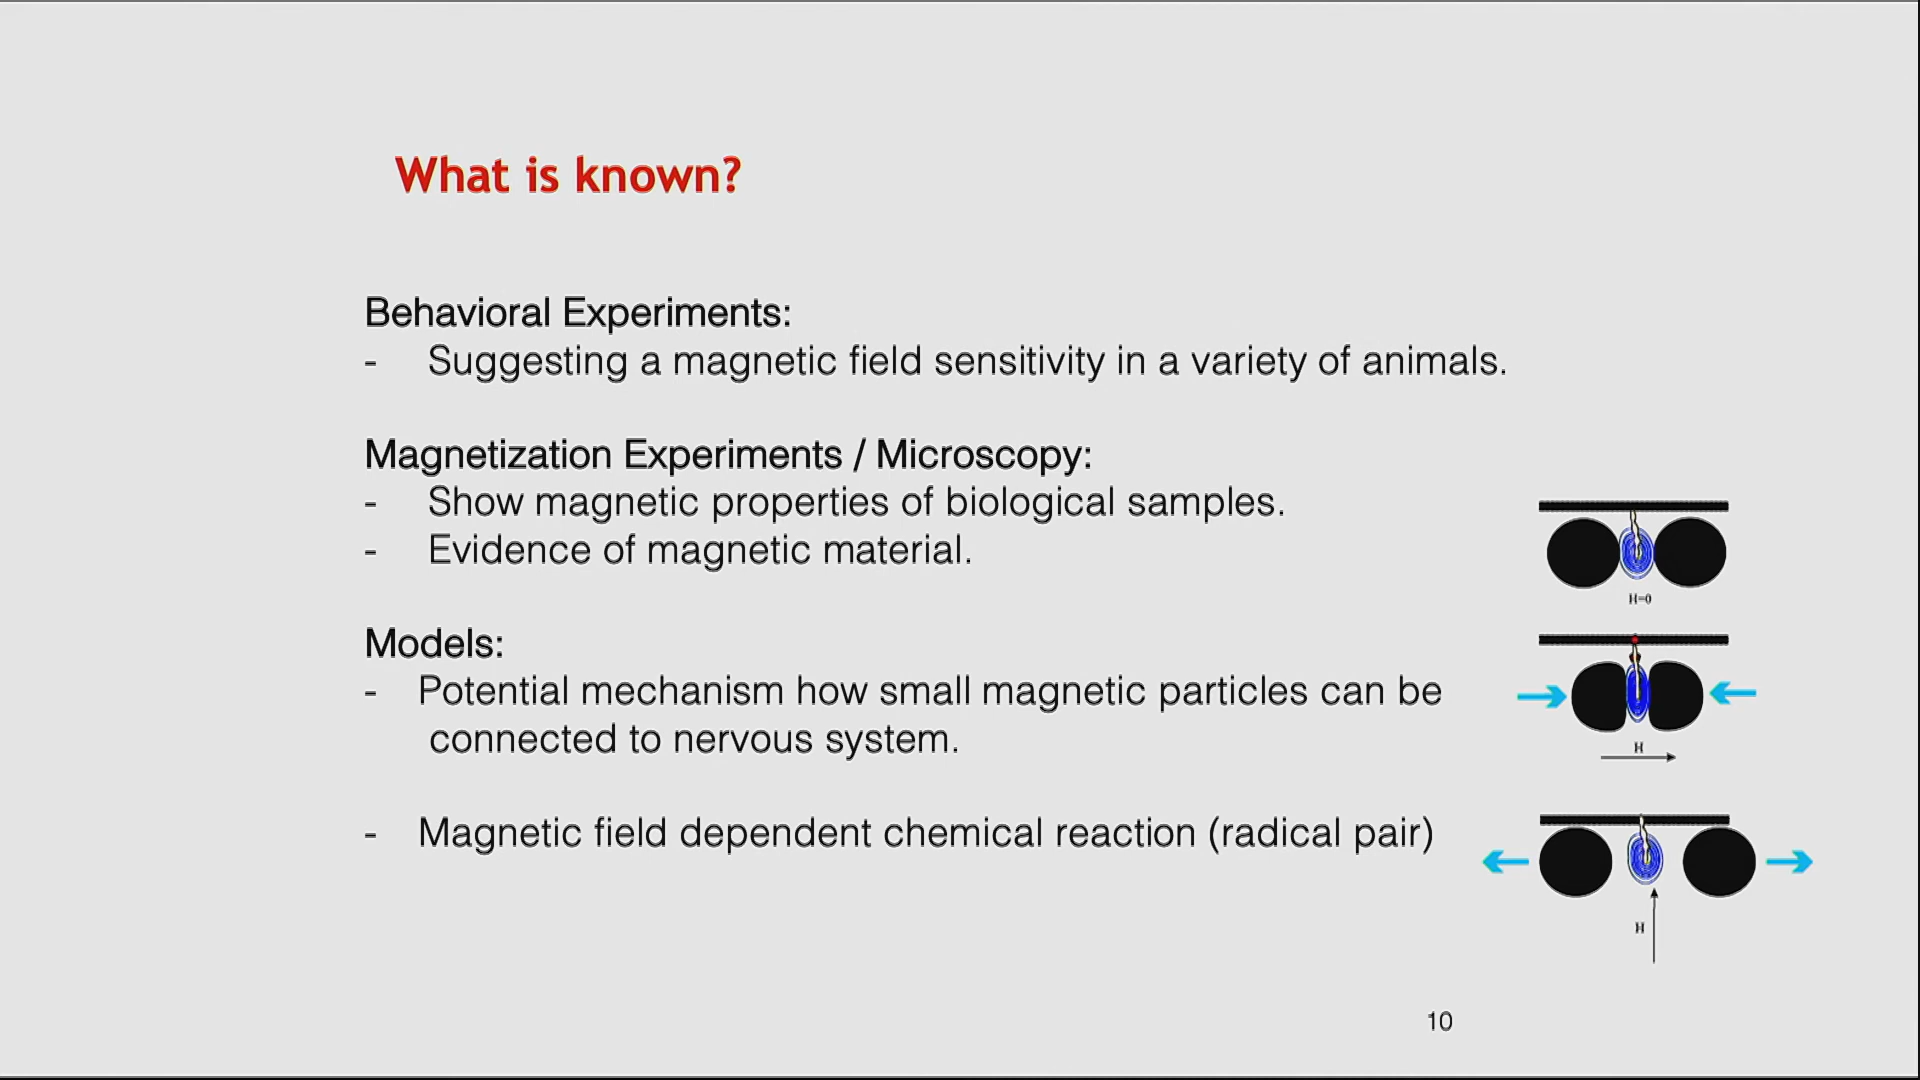 What is known?
Behavioral Experiments:
- Suggesting a magnetic field sensitivity in a variety of animals.
Magnetization Experiments / Microscopy:
- Show magnetic properties of biological samples.
- Evidence of magnetic material.
Models:
- Potential mechanism how small magnetic particles can be
connected to nervous system.
- Magnetic field dependent chemical reaction (radical pair)
H=0
H
H
10